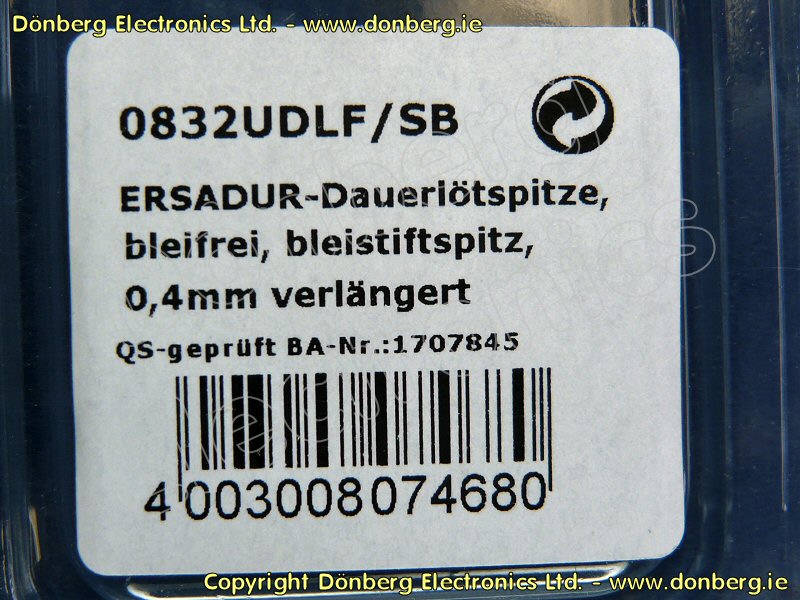 Dönberg Electronics Ltd. - www.donberg.ie
0832UDLF/SB
ERSADUR-Dauerlötspitze,
bleifrei, bleistiftspitz,
0,4mm verlängert
QS-geprüft BA-Nr.:1707845
4 003008 074680
Copyright Dönberg Electronics Ltd. - www.donberg.ie